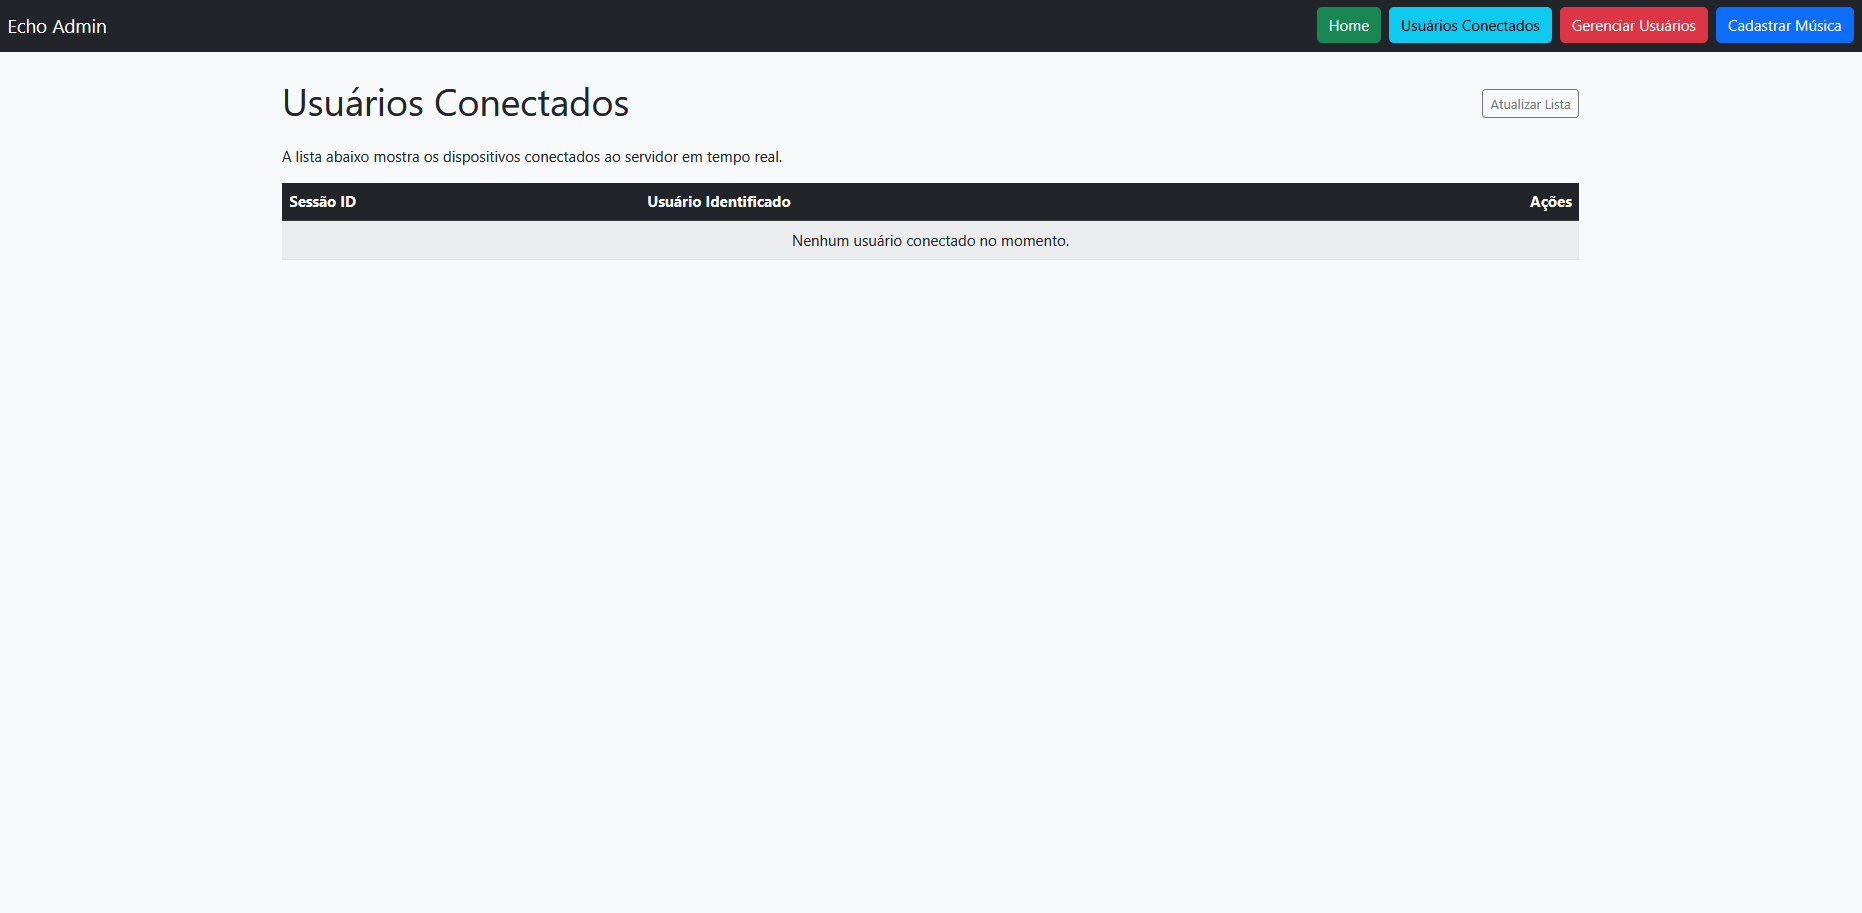 Echo Admin
Home
Usuários Conectados
Gerenciar Usuários
Cadastrar Música
Usuários Conectados
Atualizar Lista
A lista abaixo mostra os dispositivos conectados ao servidor em tempo real.
Sessão ID
Usuário Identificado
Ações
Nenhum usuário conectado no momento.